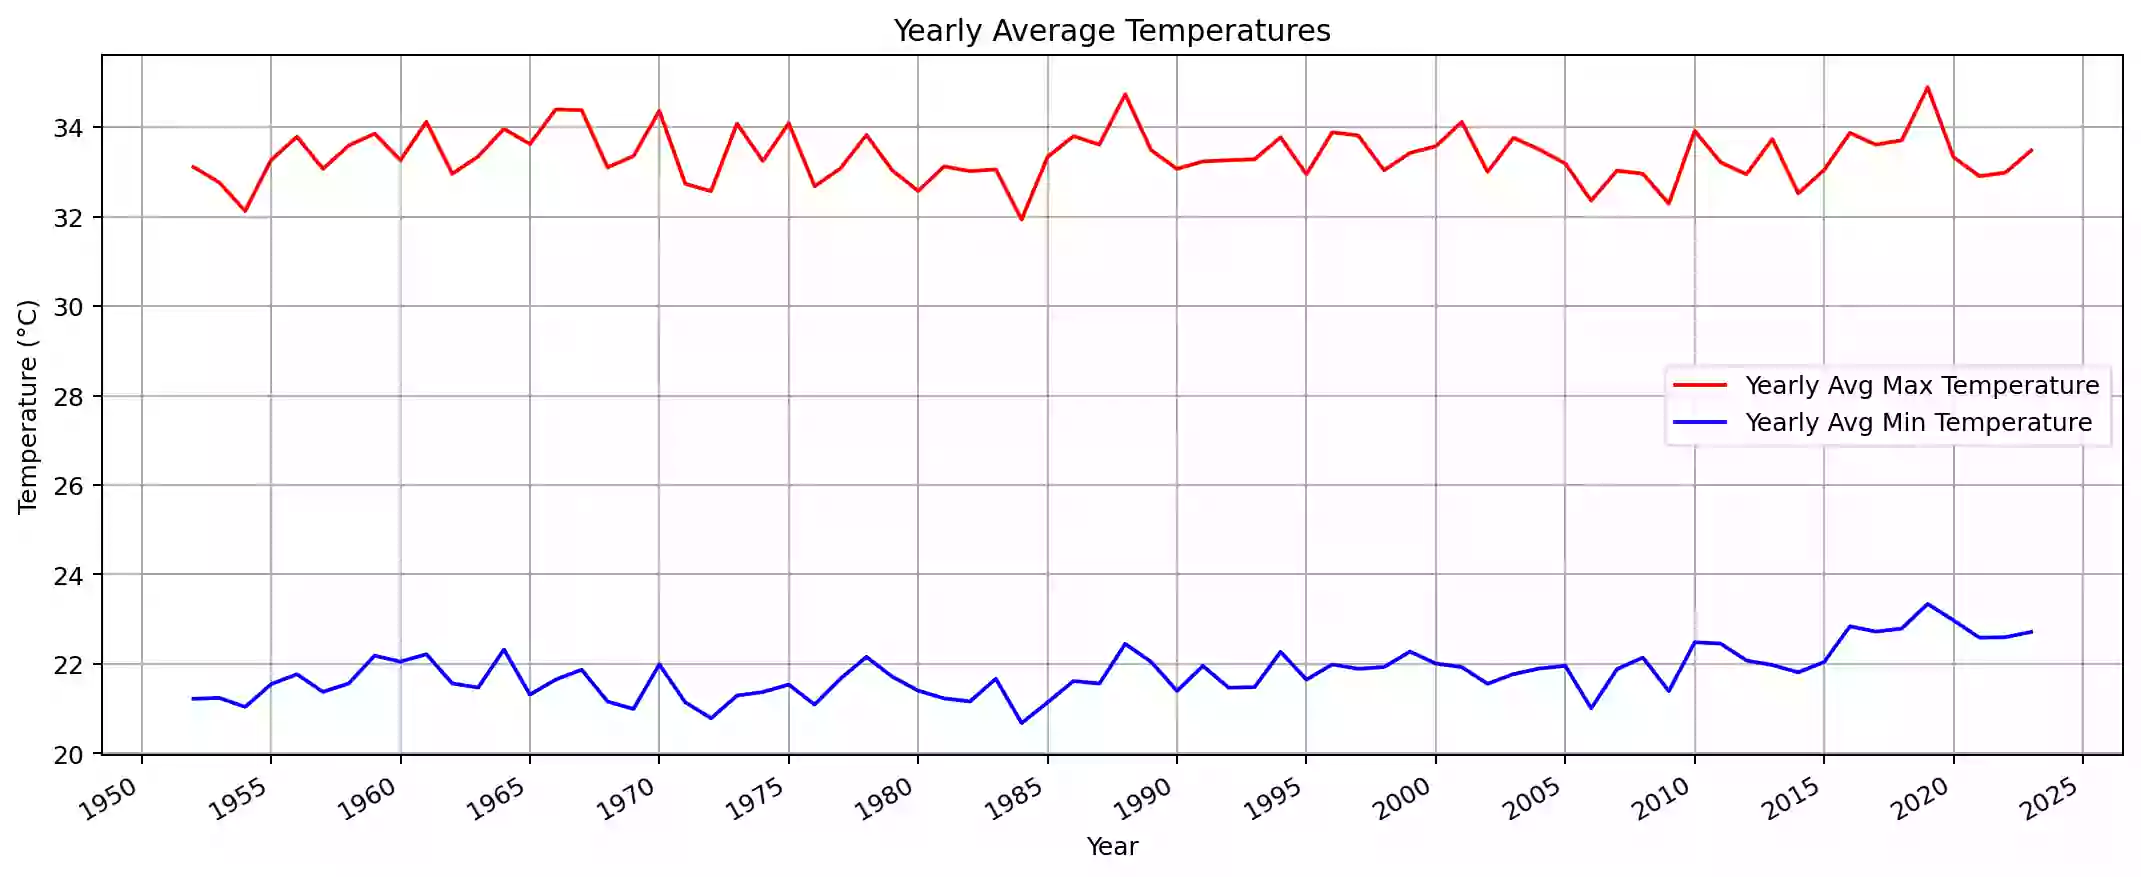 Yearly Average Temperatures
34
32
30
28
26
24
22
20
Temperature (°C)
Yearly Avg Max Temperature
Yearly Avg Min Temperature
1950 1955 1960 1965 1970 1975 1980 1985 1990 1995 2000 2005 2010 2015 2020 2025
Year